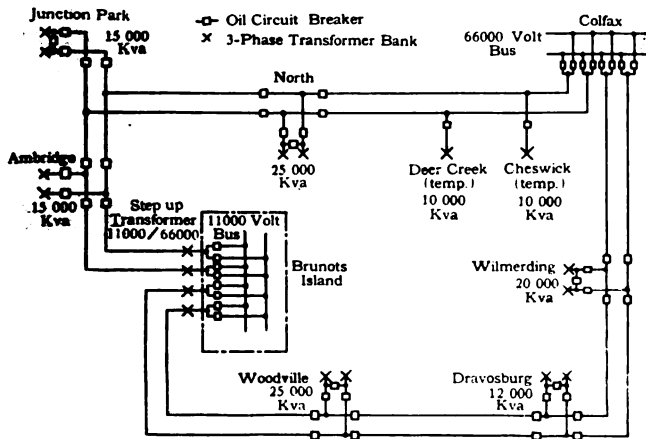 Junction Park
15 000
Kva
Oil Circuit Breaker
3-Phase Transformer Bank
Colfax
66000 Volt
Bus
North
25 000
Kva
Deer Creek
(temp.)
10 000
Kva
Cheswick
(temp.)
10 000
Kva
Ambridge
15 000
Kva
Step up
Transformer
11000/66000
11000 Volt
Bus
Brunots
Island
Wilmerding
20 000
Kva
Woodville
25 000
Kva
Dravosburg
12 000
Kva